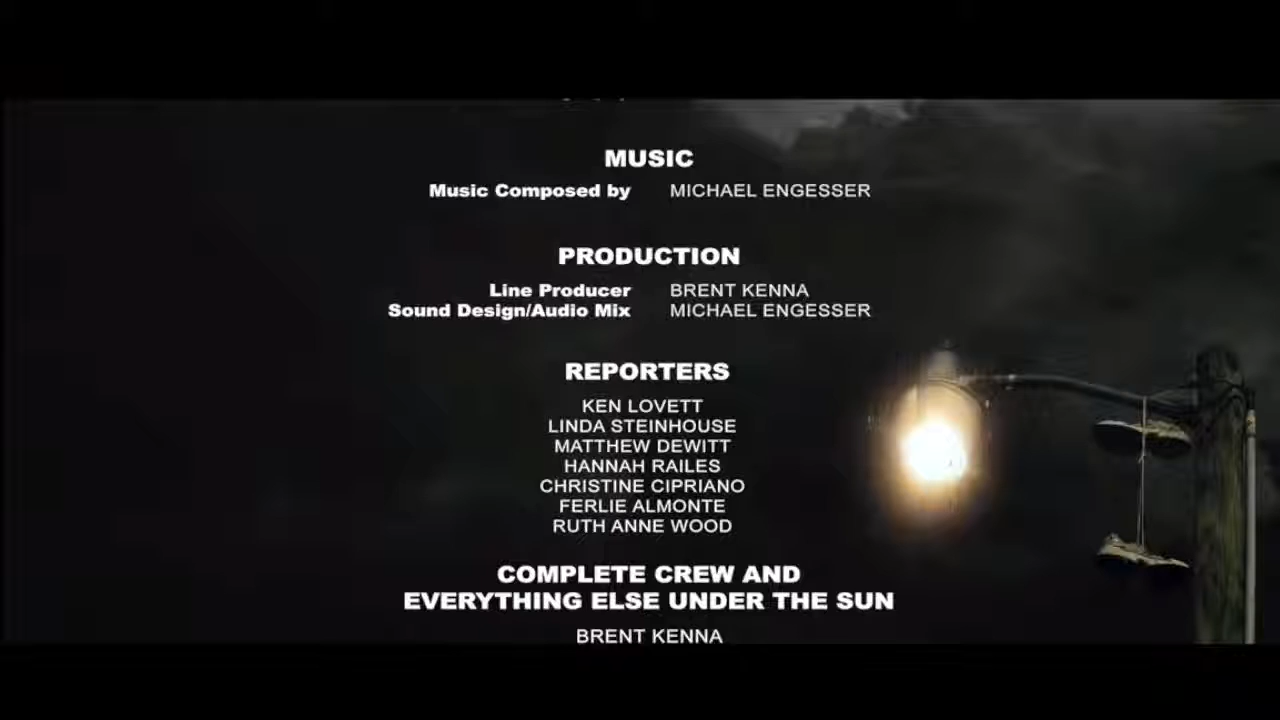 MUSIC
Music Composed by MICHAEL ENGESSER
PRODUCTION
Line Producer BRENT KENNA
Sound Design/Audio Mix MICHAEL ENGESSER
REPORTERS
KEN LOVETT
LINDA STEINHOUSE
MATTHEW DEWITT
HANNAH RAILES
CHRISTINE CIPRIANO
FERLIE ALMONTE
RUTH ANNE WOOD
COMPLETE CREW AND
EVERYTHING ELSE UNDER THE SUN
BRENT KENNA